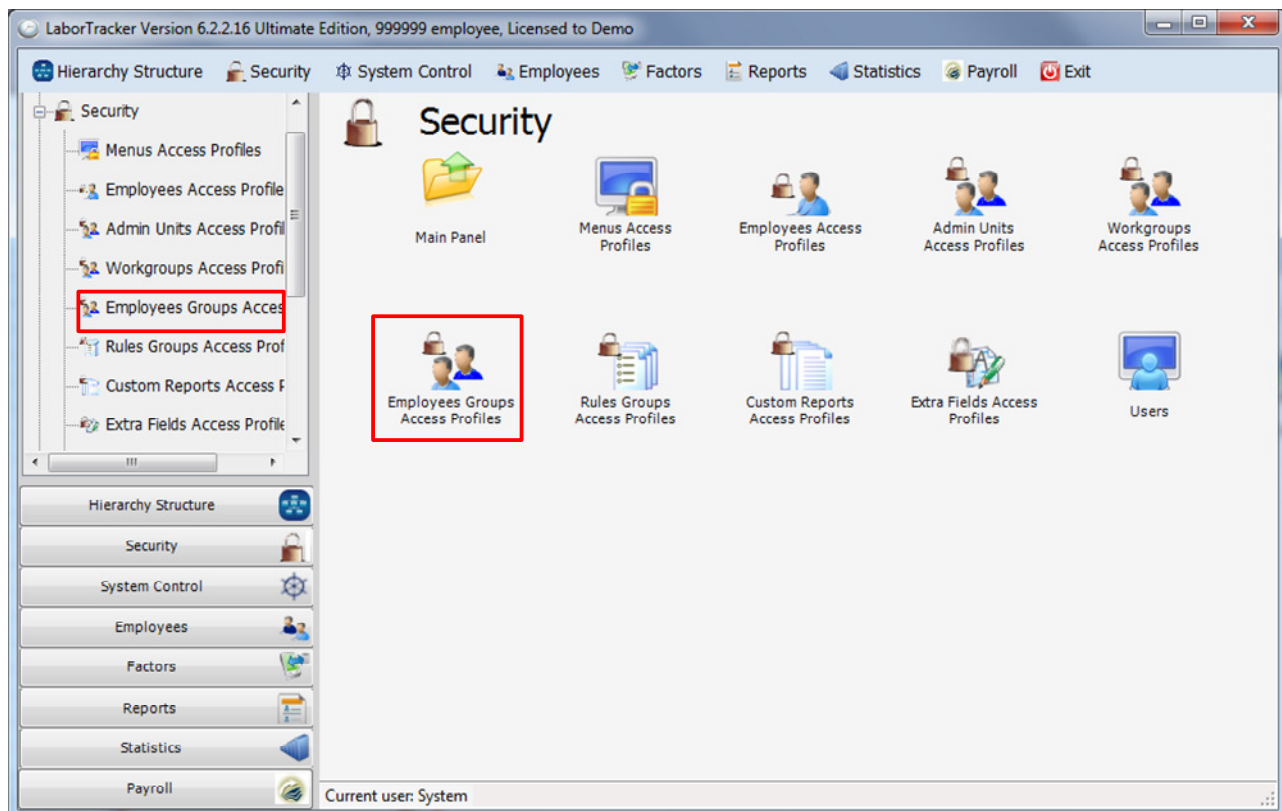 LaborTracker Version 6.2.2.16 Ultimate Edition, 999999 employee, Licensed to Demo
Hierarchy Structure Security System Control Employees Factors Reports Statistics Payroll Exit
Security
Menus Access Profiles
Employees Access Profile
Admin Units Access Profil
Workgroups Access Profi
Employees Groups Acces
Rules Groups Access Prof
Custom Reports Access P
Extra Fields Access Profile
Hierarchy Structure
Security
System Control
Employees
Factors
Reports
Statistics
Payroll
Security
Main Panel
Menus Access
Profiles
Employees Access
Profiles
Admin Units
Access Profiles
Workgroups
Access Profiles
Employees Groups
Access Profiles
Rules Groups
Access Profiles
Custom Reports
Access Profiles
Extra Fields Access
Profiles
Users
Current user: System